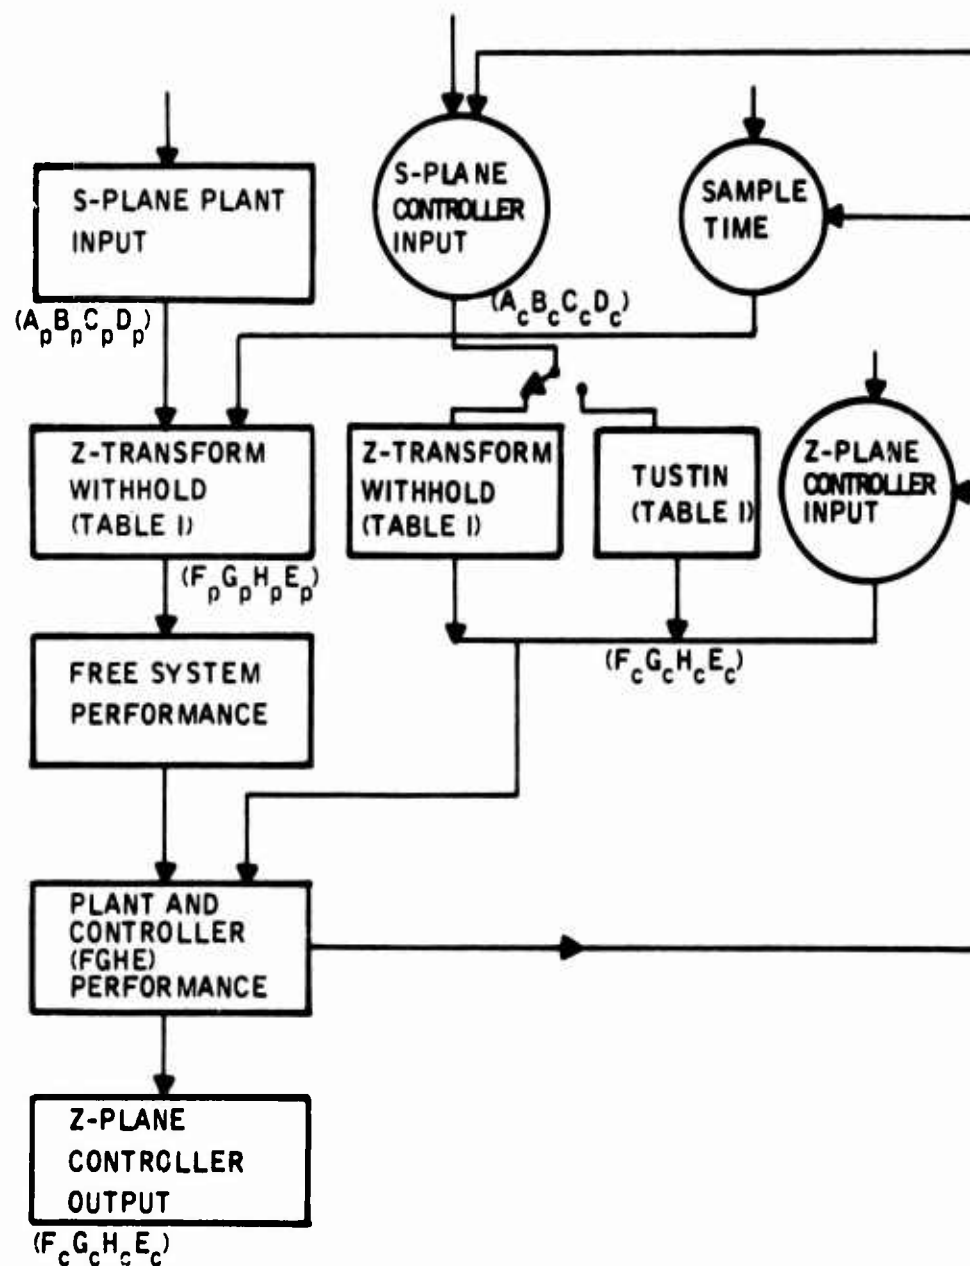 S-PLANE PLANT
INPUT
(ApBpCpDp)
S-PLANE
CONTROLLER
INPUT
(AcBcCcDc)
SAMPLE
TIME
Z-TRANSFORM
WITHHOLD
(TABLE I)
(FpGpHpEp)
Z-TRANSFORM
WITHHOLD
(TABLE I)
TUSTIN
(TABLE I)
Z-PLANE
CONTROLLER
INPUT
(FcGcHcEc)
FREE SYSTEM
PERFORMANCE
PLANT AND
CONTROLLER
(FGHE)
PERFORMANCE
Z-PLANE
CONTROLLER
OUTPUT
(FcGcHcEc)